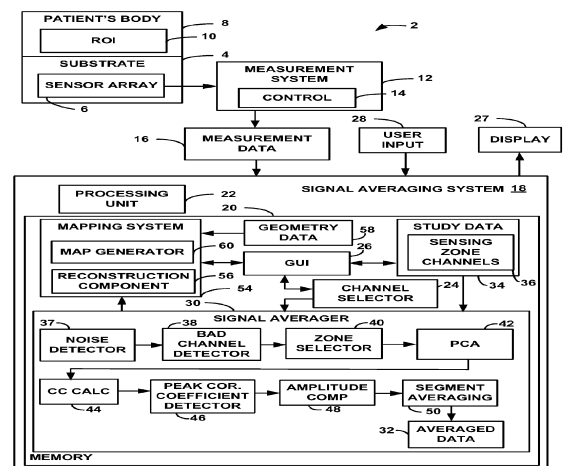 PATIENT'S BODY
8
2
ROI
10
SUBSTRATE
4
SENSOR ARRAY
6
MEASUREMENT
SYSTEM
12
CONTROL
14
16
MEASUREMENT
DATA
28
USER
INPUT
27
DISPLAY
PROCESSING
UNIT
22
SIGNAL AVERAGING SYSTEM 18
20
MAPPING SYSTEM
GEOMETRY
DATA
58
STUDY DATA
MAP GENERATOR
60
GUI
26
SENSING
ZONE
CHANNELS
RECONSTRUCTION
COMPONENT
56
54
CHANNEL
SELECTOR
24
34
36
30
SIGNAL AVERAGER
37
NOISE
DETECTOR
38
BAD
CHANNEL
DETECTOR
40
ZONE
SELECTOR
42
PCA
CC CALC
44
PEAK COR.
COEFFICIENT
DETECTOR
46
AMPLITUDE
COMP
48
SEGMENT
AVERAGING
50
32
AVERAGED
DATA
MEMORY